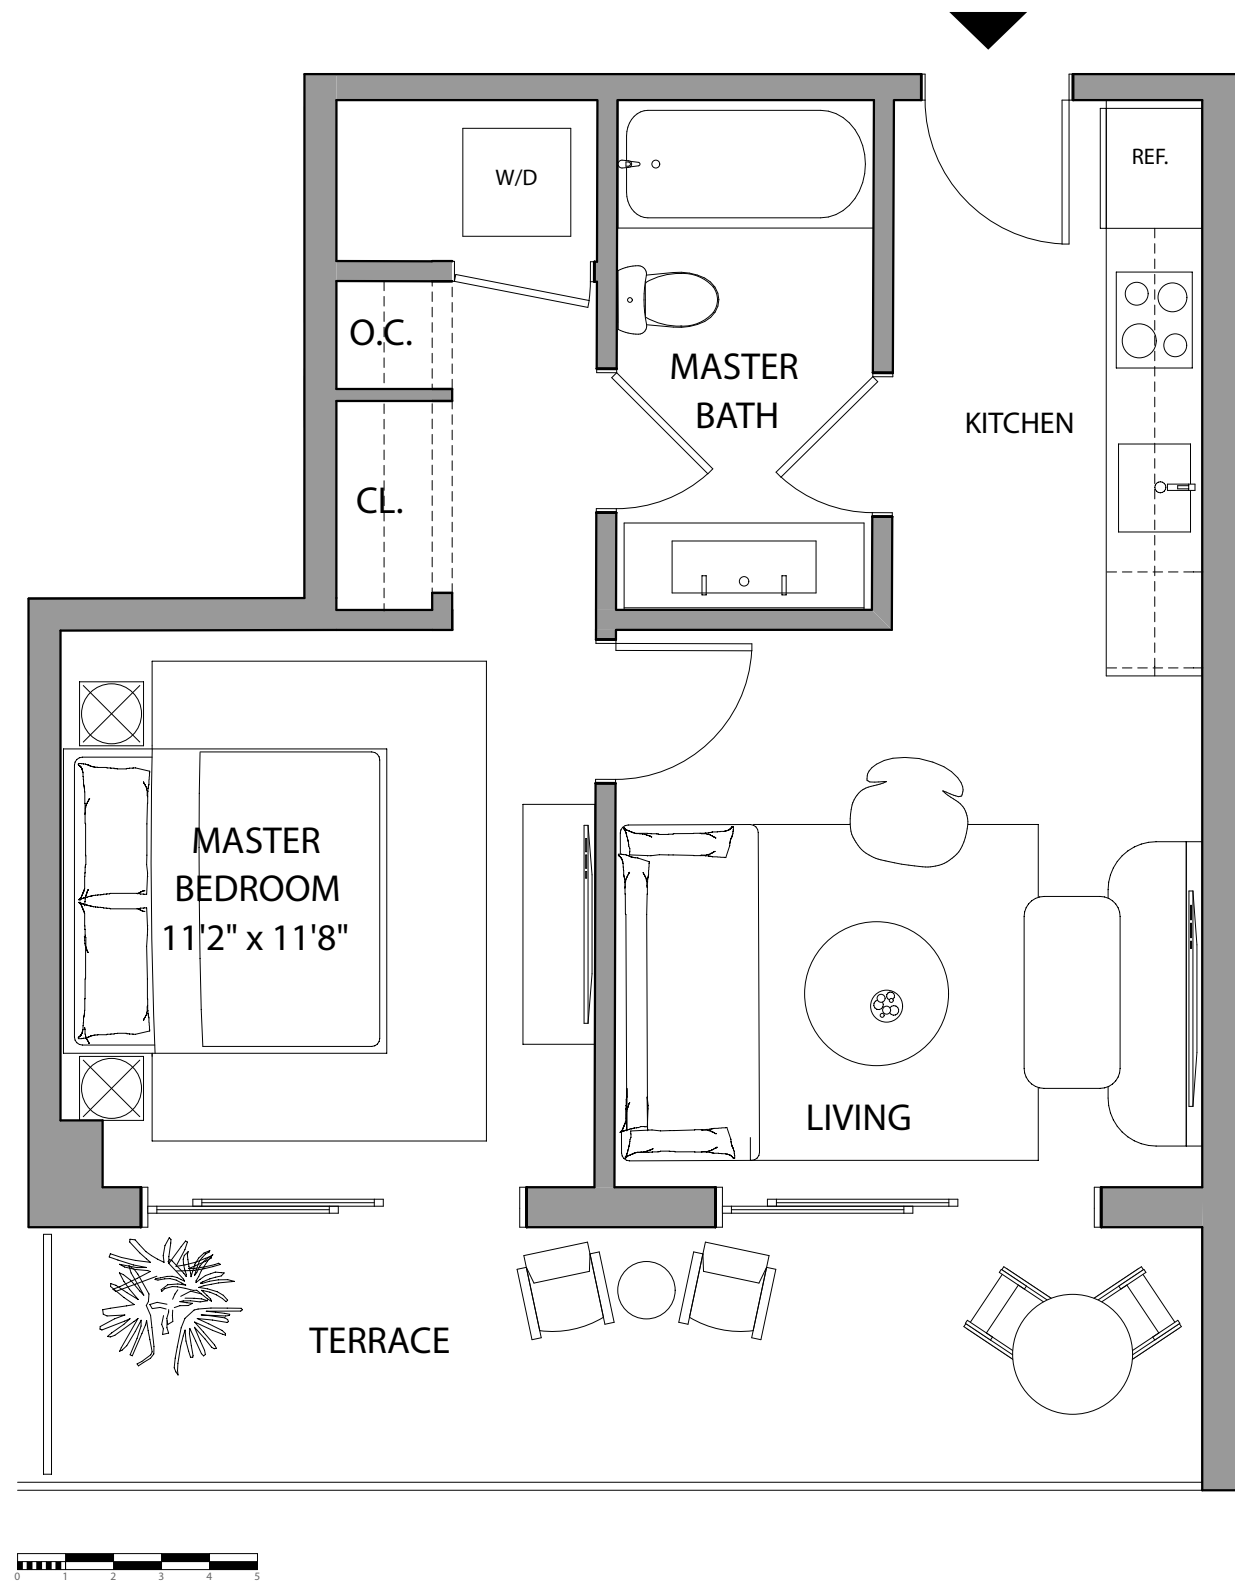 REF.
W/D
O.C.
MASTER
BATH
KITCHEN
CL.
MASTER
BEDROOM
11'2" x 11'8"
LIVING
TERRACE
0 1 2 3 4 5